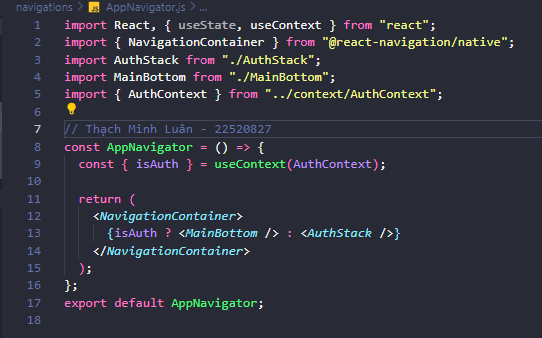 navigations > JS AppNavigator.js > ...
1 import React, { useState, useContext } from "react";
2 import { NavigationContainer } from "@react-navigation/native";
3 import AuthStack from "./AuthStack";
4 import MainBottom from "./MainBottom";
5 import { AuthContext } from "../context/AuthContext";
6
7 // Thạch Minh Luân - 22520827
8 const AppNavigator = () => {
9   const { isAuth } = useContext(AuthContext);
10
11   return (
12     <NavigationContainer>
13       {isAuth ? <MainBottom /> : <AuthStack />}
14     </NavigationContainer>
15   );
16 };
17 export default AppNavigator;
18